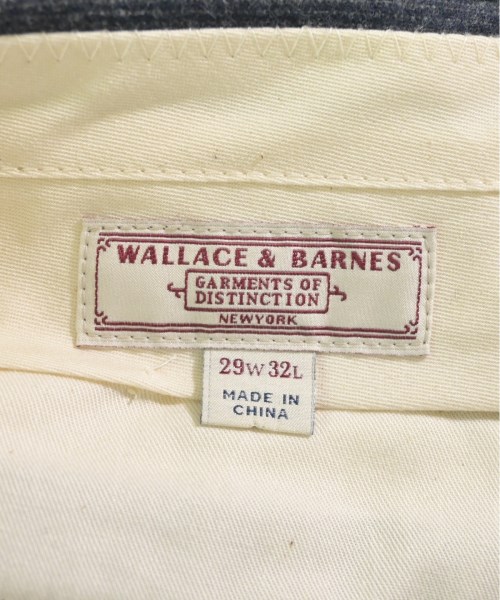 WALLACE & BARNES
GARMENTS OF
DISTINCTION
NEWYORK
29W 32L
MADE IN
CHINA